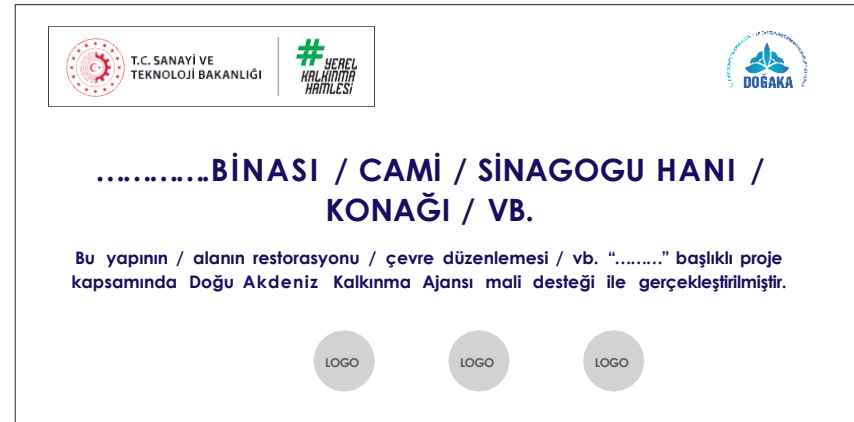 T.C. SANAYİ VE
TEKNOLOJİ BAKANLIĞI
#YEREL
KALKINMA
HAMLESİ
DOĞAKA
…………..BİNASI / CAMİ / SİNAGOGU HANI /
KONAĞI / VB.
Bu yapının / alanın restorasyonu / çevre düzenlemesi / vb. “………” başlıklı proje
kapsamında Doğu Akdeniz Kalkınma Ajansı mali desteği ile gerçekleştirilmiştir.
LOGO LOGO LOGO